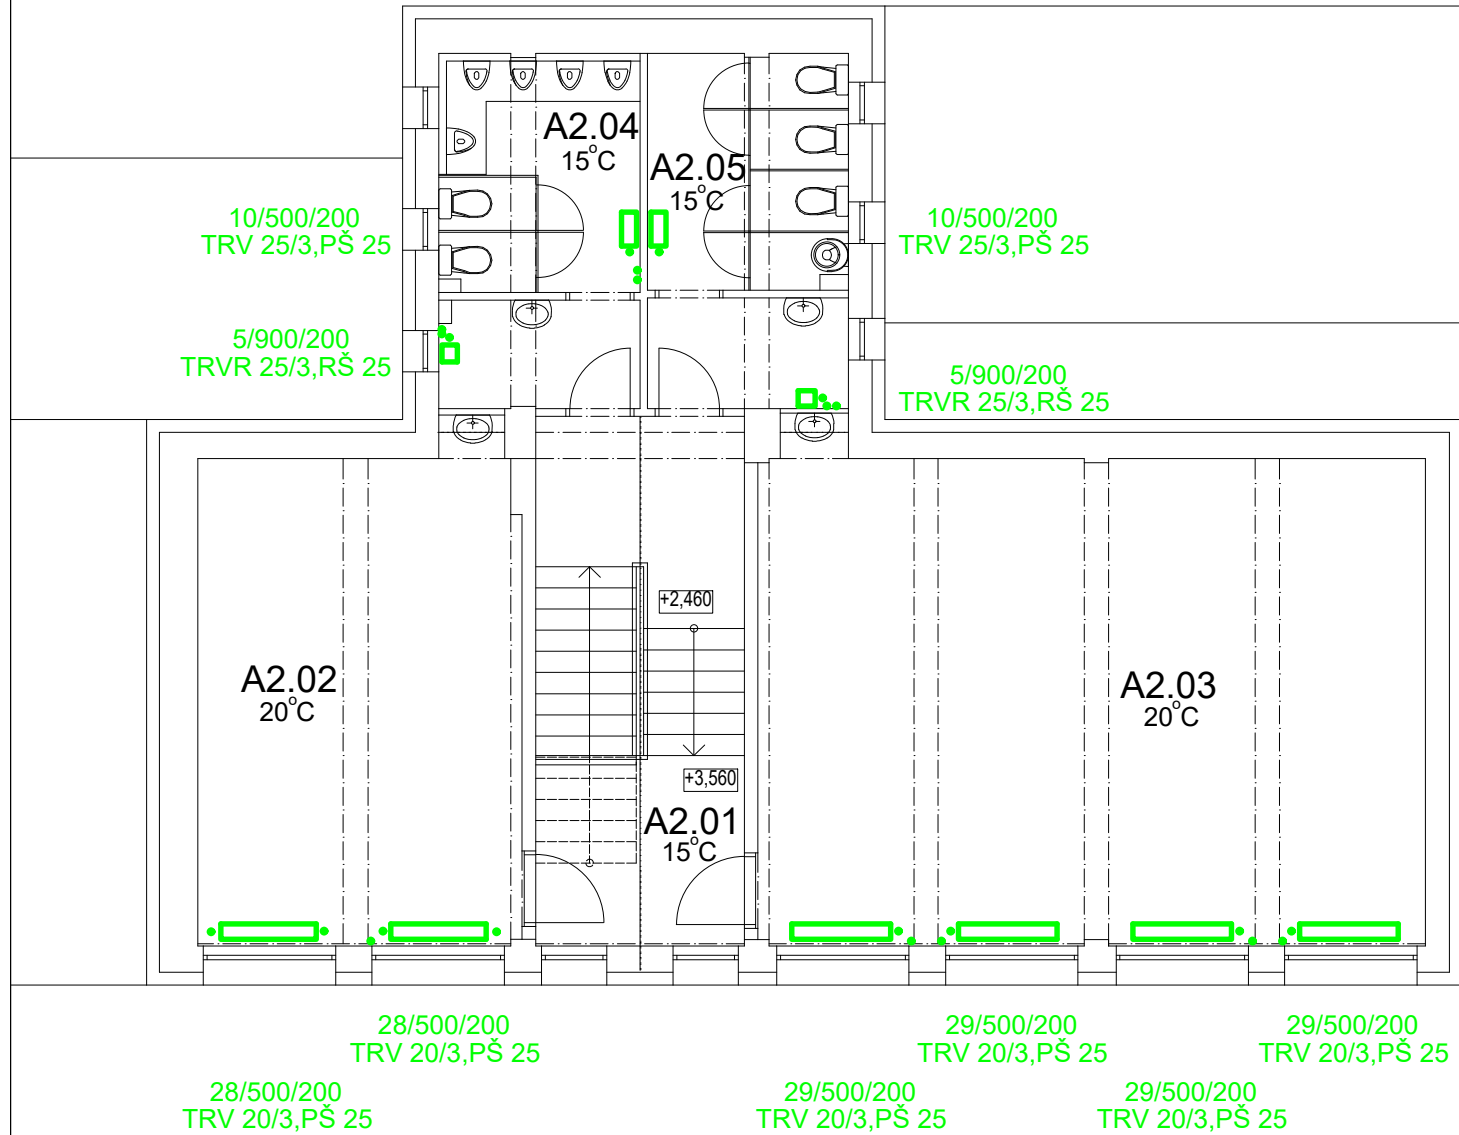 A2.04
15°C
A2.05
15°C
10/500/200
TRV 25/3,PŠ 25
10/500/200
TRV 25/3,PŠ 25
5/900/200
TRVR 25/3,RŠ 25
5/900/200
TRVR 25/3,RŠ 25
+2,460
A2.02
20°C
A2.03
20°C
+3,560
A2.01
15°C
28/500/200
TRV 20/3,PŠ 25
29/500/200
TRV 20/3,PŠ 25
29/500/200
TRV 20/3,PŠ 25
28/500/200
TRV 20/3,PŠ 25
29/500/200
TRV 20/3,PŠ 25
29/500/200
TRV 20/3,PŠ 25